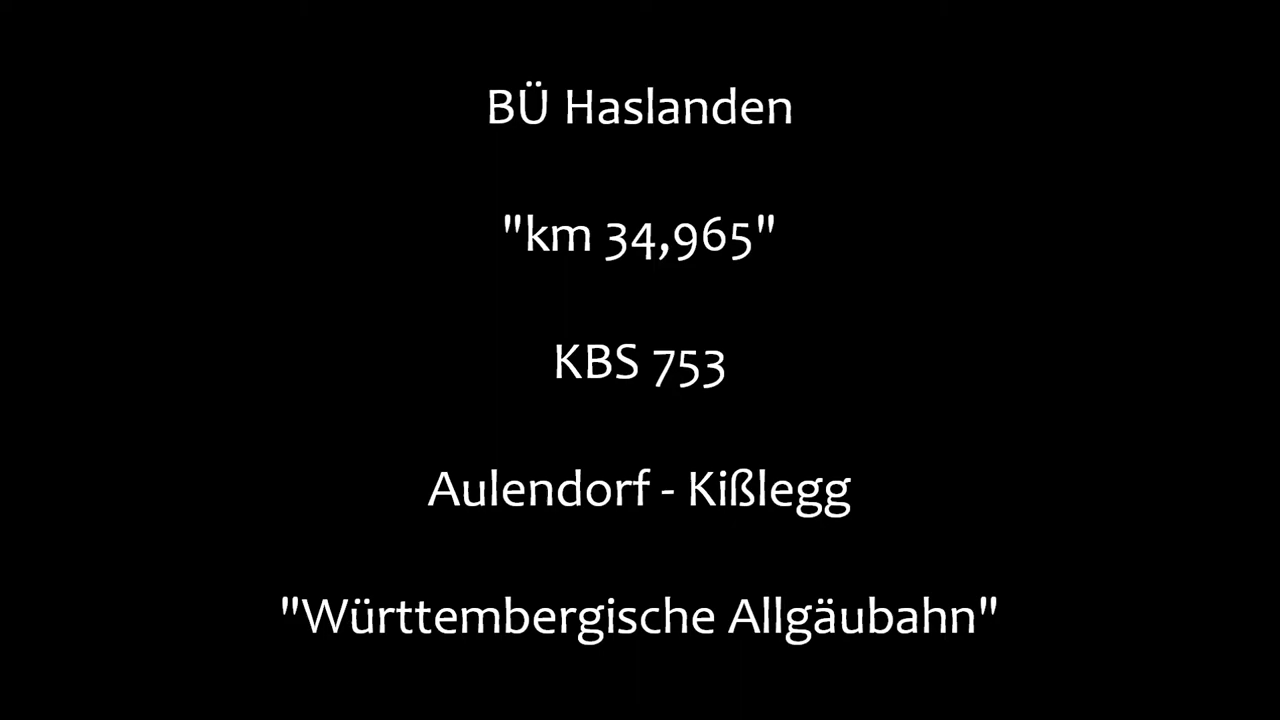 BÜ Haslanden
"km 34,965"
KBS 753
Aulendorf - Kißlegg
"Württembergische Allgäubahn"